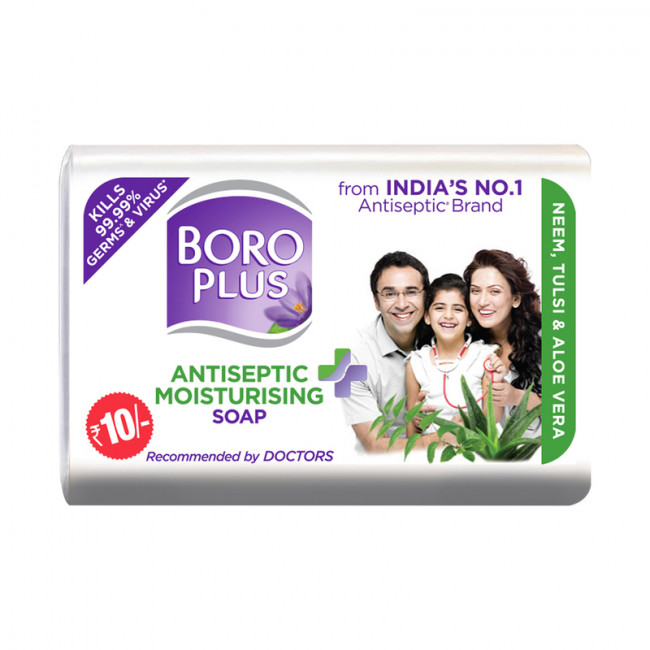 KILLS
99.99%
GERMS* & VIRUS*
BORO
PLUS
from INDIA'S NO.1
Antiseptic* Brand
NEEM, TULSI & ALOE VERA
ANTISEPTIC
MOISTURISING
SOAP
₹10/-
Recommended by DOCTORS